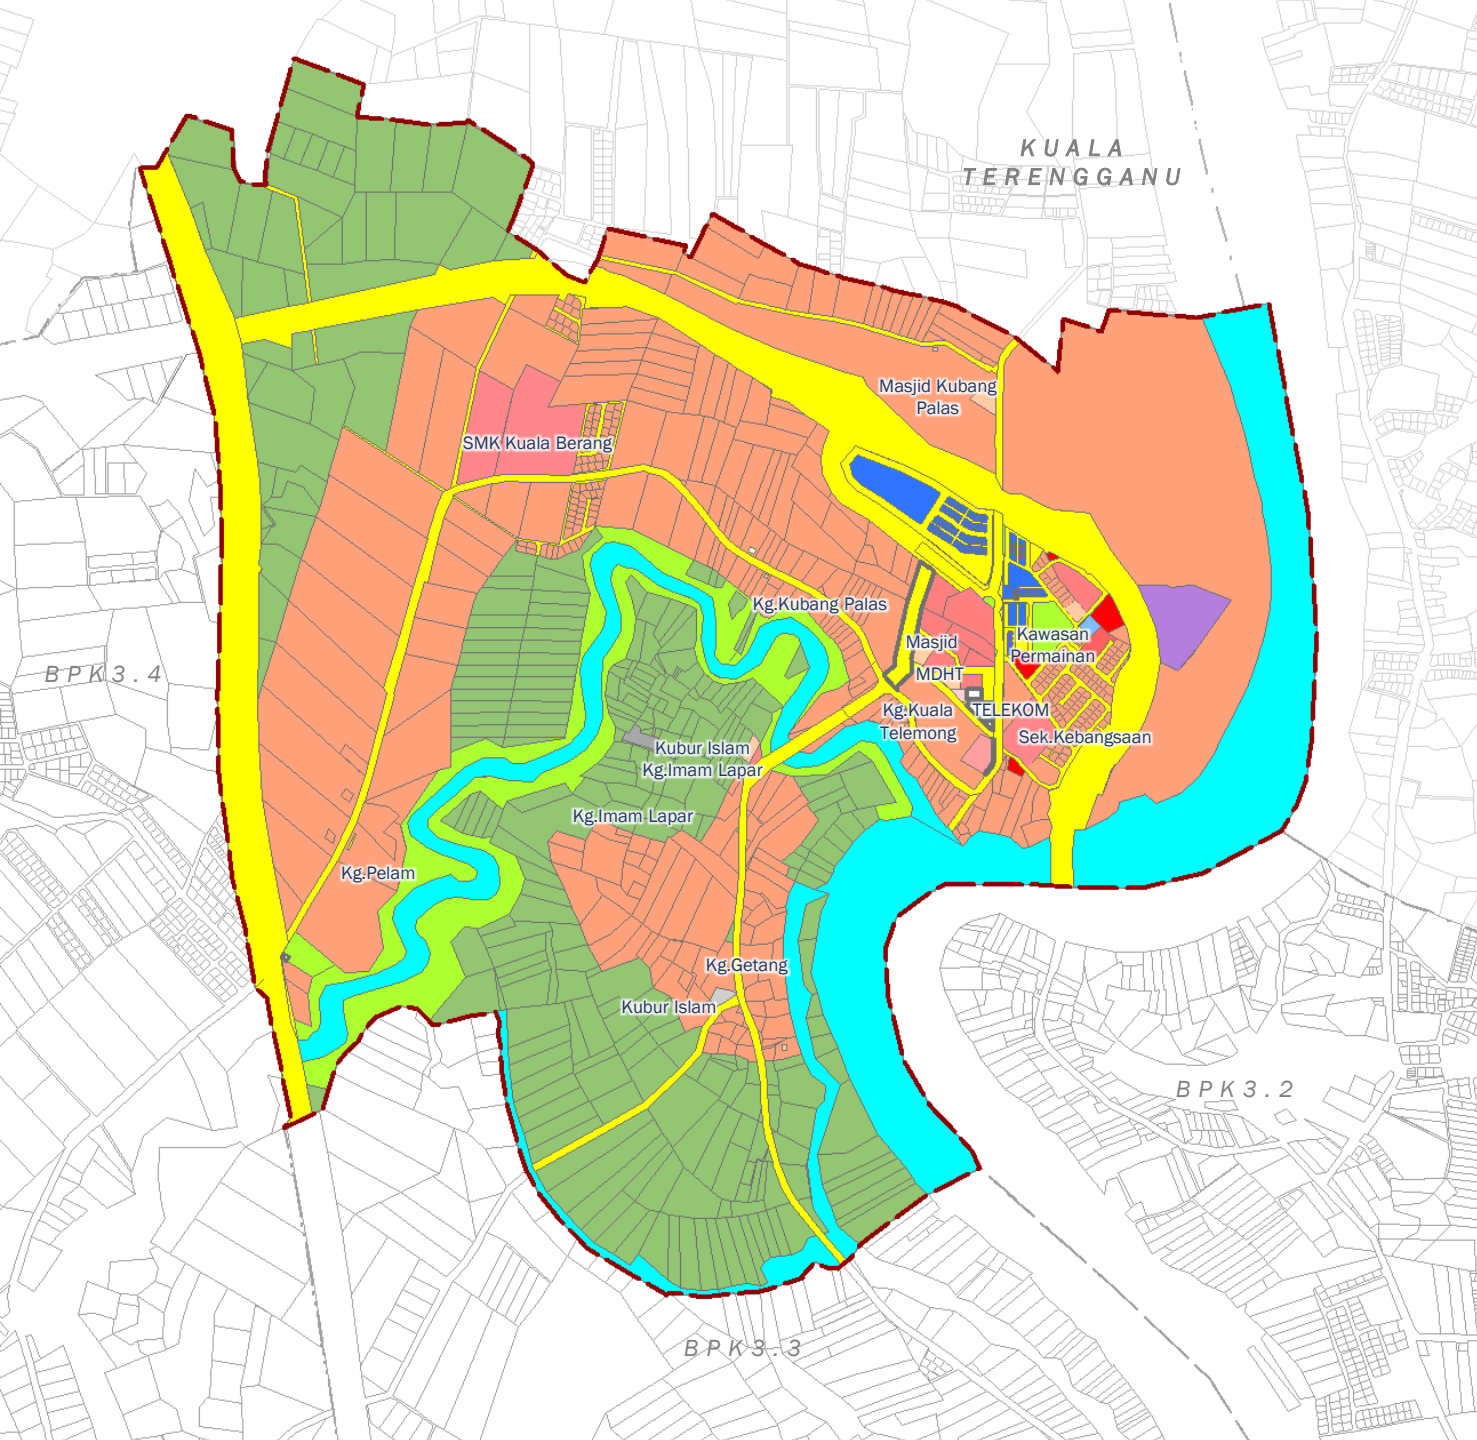 KUALA
TERENGGANU
Masjid Kubang
Palas
SMK Kuala Berang
Kg.Kubang Palas
Masjid
Kawasan
Permainan
MDHT
BPK3.4
Kg.Kuala
Telemong
TELEKOM
Sek.Kebangsaan
Kubur Islam
Kg.Imam Lapar
Kg.Imam Lapar
Kg.Pelam
Kg.Getang
Kubur Islam
BPK3.2
BPK3.3